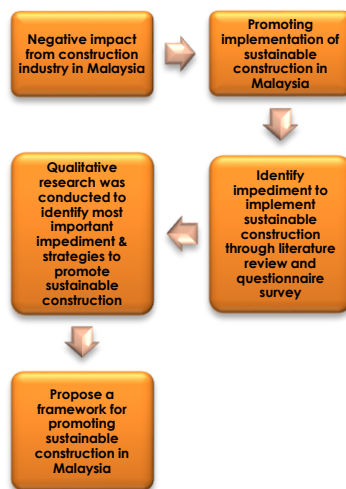 Negative impact
from construction
industry in Malaysia
Promoting
implementation of
sustainable
construction in
Malaysia
Identify
impediment to
implement
sustainable
construction
through literature
review and
questionnaire
survey
Qualitative
research was
conducted to
identify most
important
impediment &
strategies to
promote
sustainable
construction
Propose a
framework for
promoting
sustainable
construction in
Malaysia